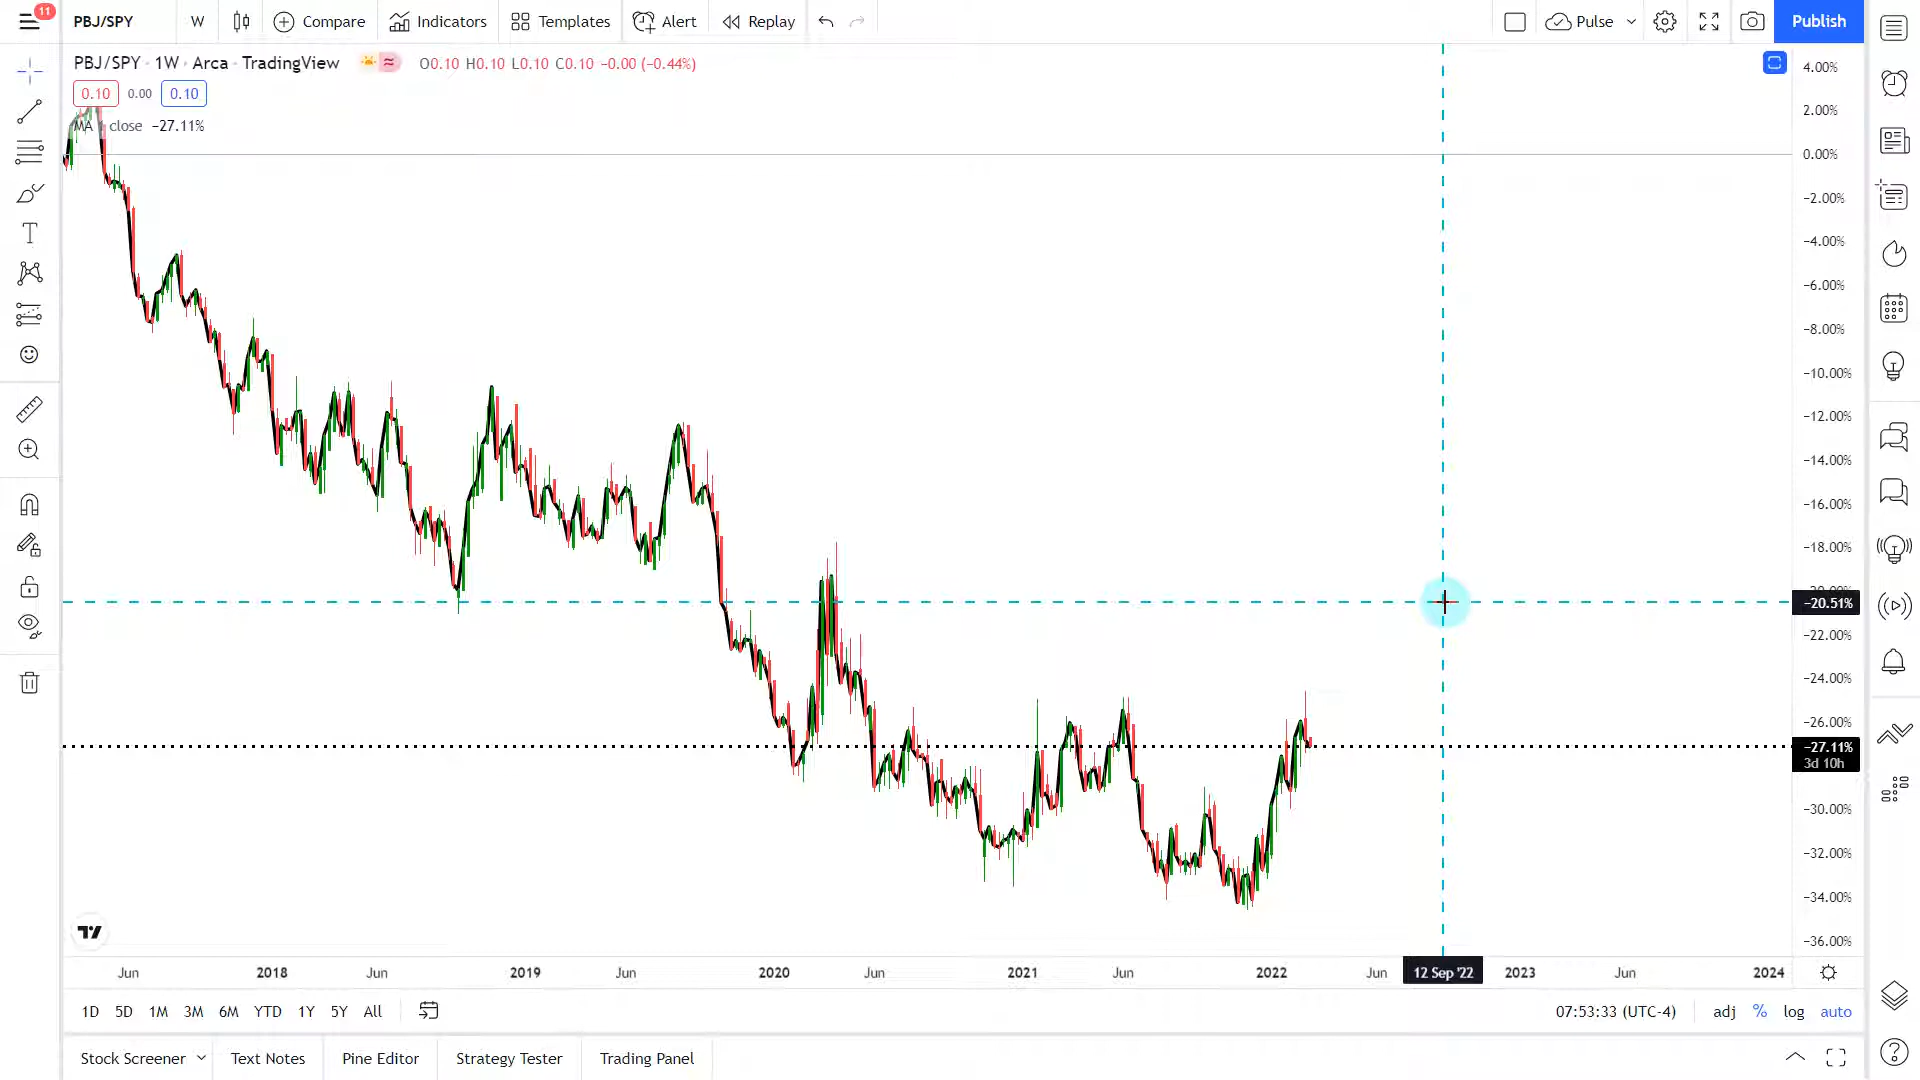 11
PBJ/SPY W Compare Indicators Templates Alert Replay Pulse Publish
PBJ/SPY · 1W · Arca · TradingView O0.10 H0.10 L0.10 C0.10 −0.00 (−0.44%)
0.10 0.00 0.10
MA 1 close −27.11%
4.00%
2.00%
0.00%
−2.00%
−4.00%
−6.00%
−8.00%
−10.00%
−12.00%
−14.00%
−16.00%
−18.00%
−20.51%
−22.00%
−24.00%
−26.00%
−27.11%
3d 10h
−30.00%
−32.00%
−34.00%
−36.00%
Jun 2018 Jun 2019 Jun 2020 Jun 2021 Jun 2022 Jun 12 Sep '22 2023 Jun 2024
1D 5D 1M 3M 6M YTD 1Y 5Y All 07:53:33 (UTC-4) adj % log auto
Stock Screener Text Notes Pine Editor Strategy Tester Trading Panel